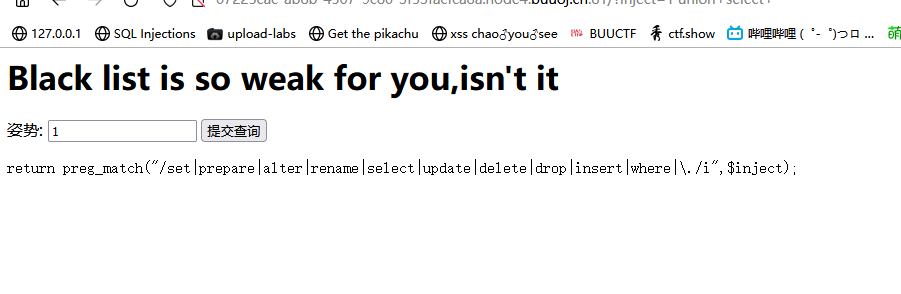 127.0.0.1 SQL Injections upload-labs Get the pikachu xss chao♂you♂see BUUCTF ctf.show 哔哩哔哩 ( ゜- ゜)つロ ... 萌
Black list is so weak for you,isn't it
姿势: 1 提交查询
return preg_match("/set|prepare|alter|rename|select|update|delete|drop|insert|where|\./i",$inject);